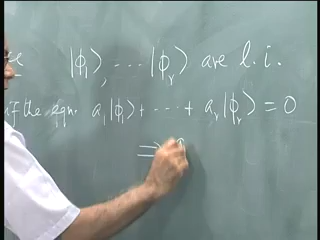 |ϕ₁⟩, ··· |ϕᵣ⟩ are l.i.
if the eqn. a₁|ϕ₁⟩ + ··· + aᵣ|ϕᵣ⟩ = 0
⇒